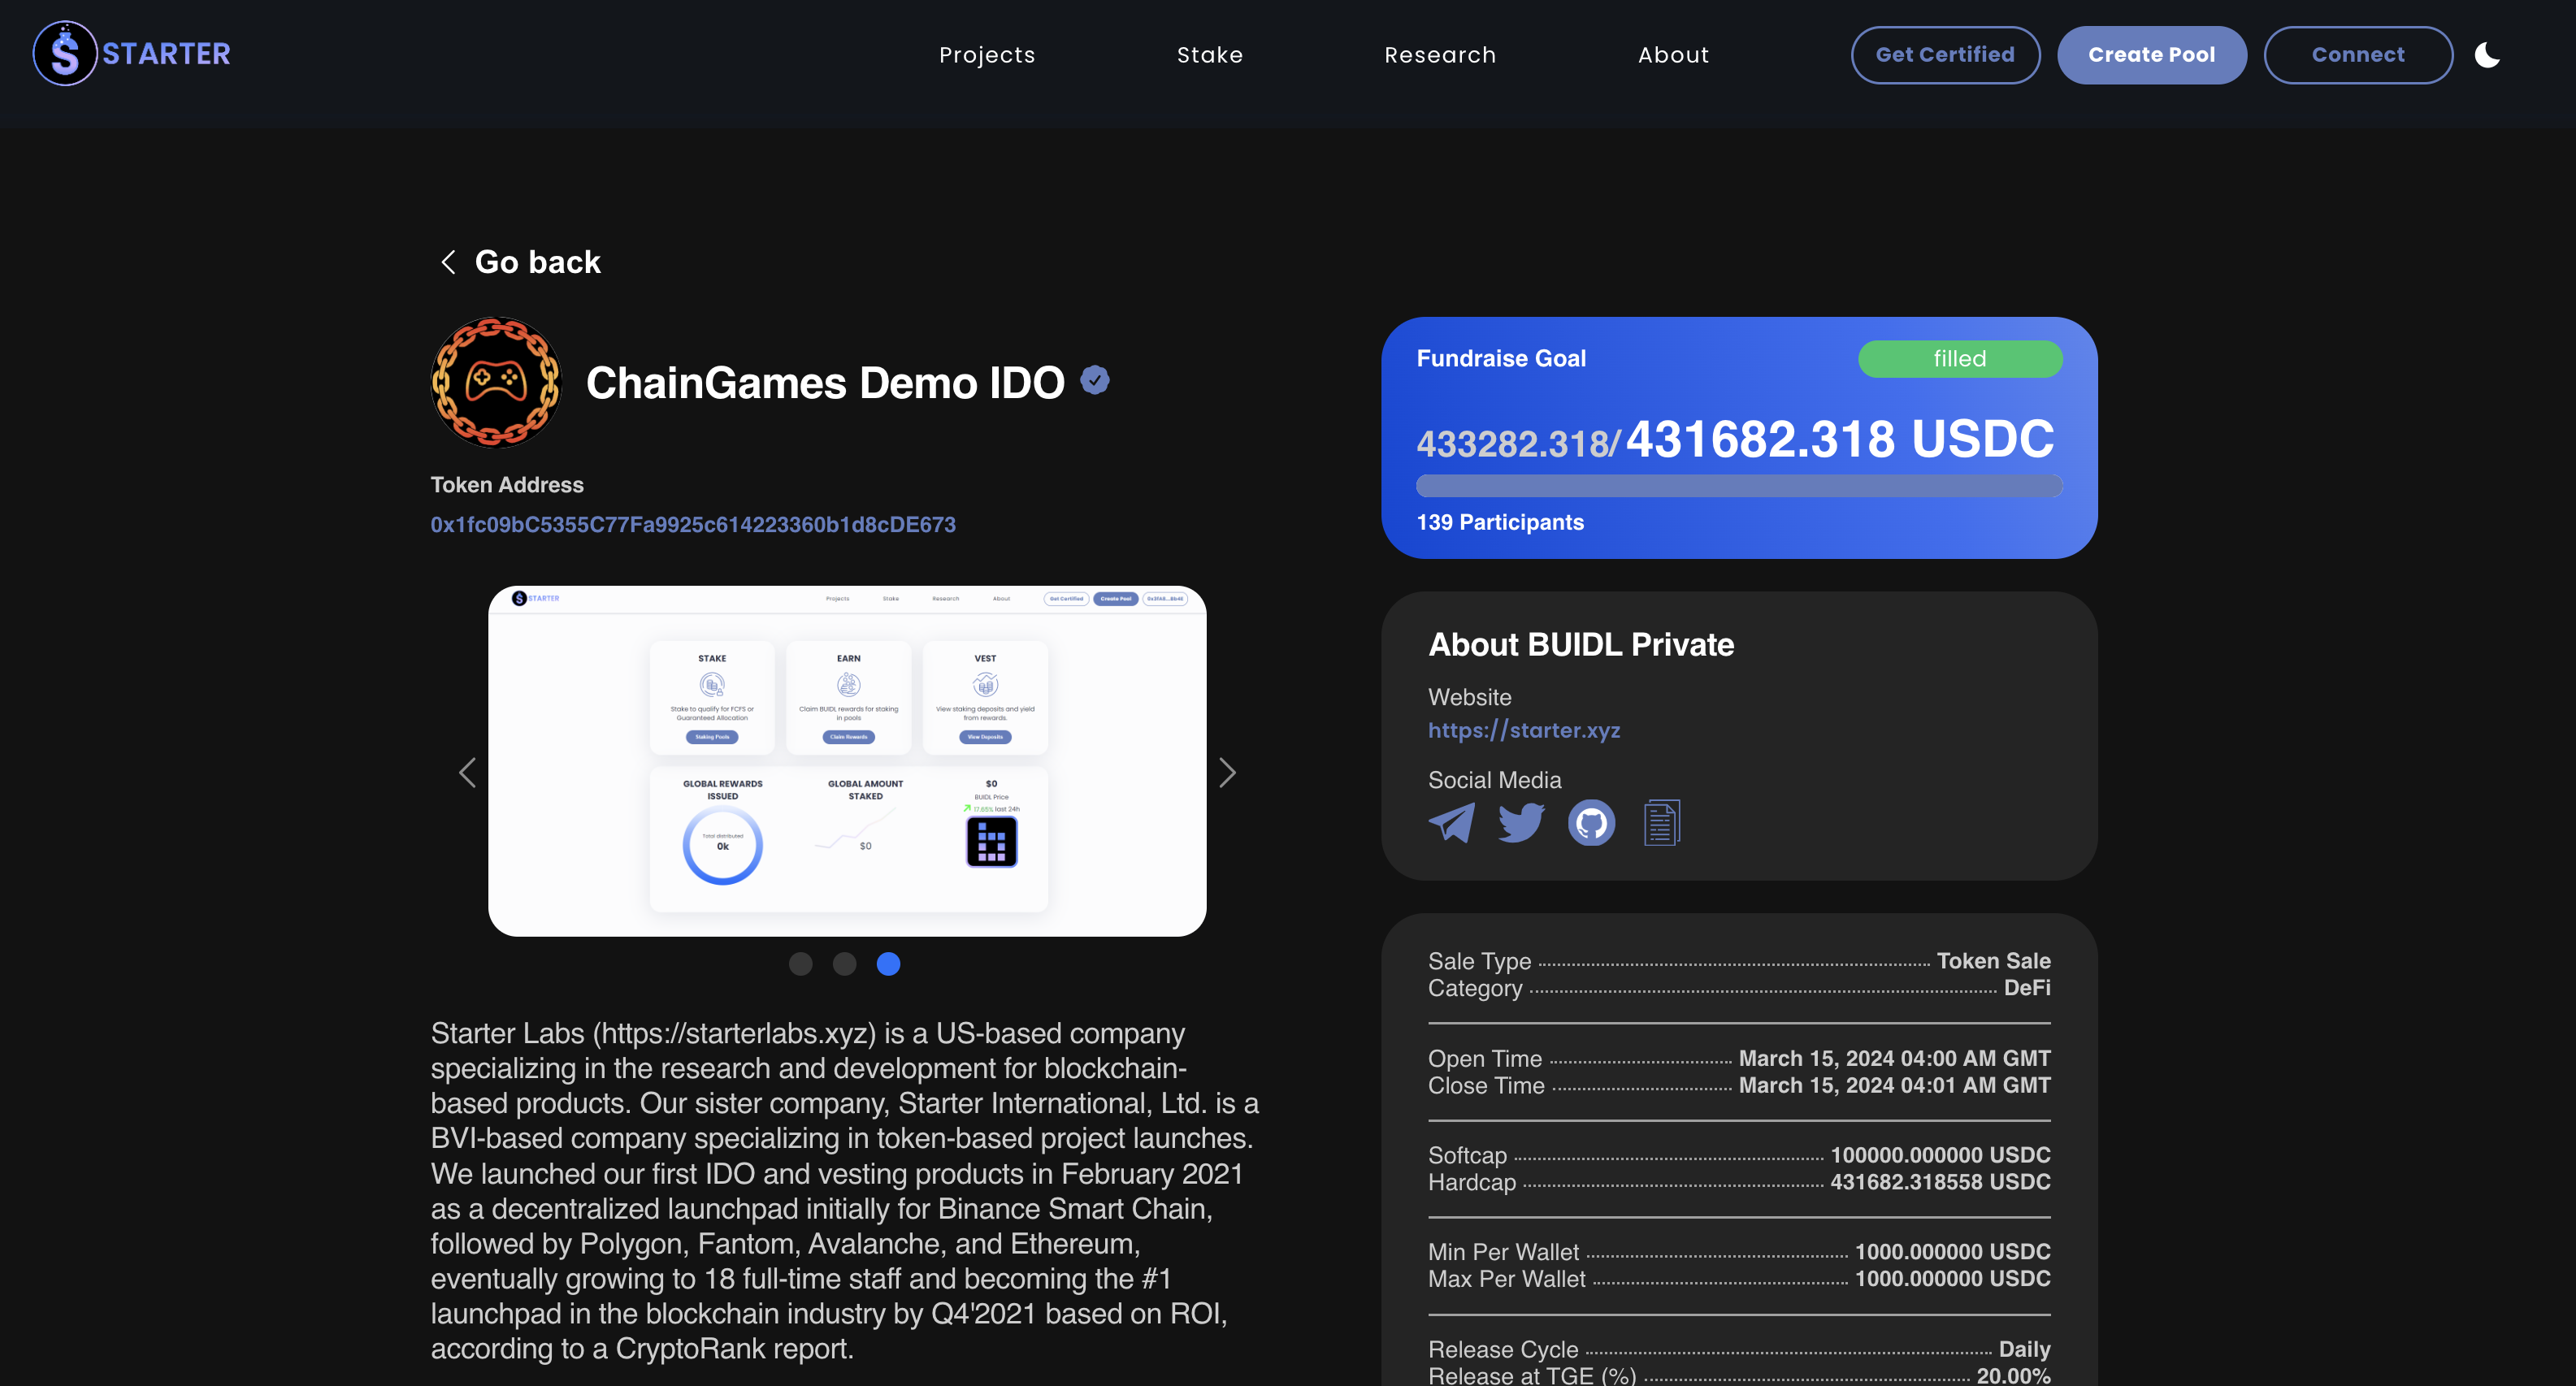 STARTER
Projects
Stake
Research
About
Get Certified
Create Pool
Connect
Go back
ChainGames Demo IDO
Token Address
0x1fc09bC5355C77Fa9925c614223360b1d8cDE673
STARTER
Projects
Stake
Research
About
Get Certified
Create Pool
STAKE
Stake to qualify for FCFS or
Guaranteed Allocation
Staking Pools
EARN
Claim BUIDL rewards for staking
in pools
Claim Rewards
VEST
View staking deposits and yield
from rewards.
View Deposits
GLOBAL REWARDS
ISSUED
Total distributed
0k
GLOBAL AMOUNT
STAKED
$0
$0
BUIDL Price
17.65% last 24h
Starter Labs (https://starterlabs.xyz) is a US-based company
specializing in the research and development for blockchain-
based products. Our sister company, Starter International, Ltd. is a
BVI-based company specializing in token-based project launches.
We launched our first IDO and vesting products in February 2021
as a decentralized launchpad initially for Binance Smart Chain,
followed by Polygon, Fantom, Avalanche, and Ethereum,
eventually growing to 18 full-time staff and becoming the #1
launchpad in the blockchain industry by Q4'2021 based on ROI,
according to a CryptoRank report.
Fundraise Goal
filled
433282.318/431682.318 USDC
139 Participants
About BUIDL Private
Website
https://starter.xyz
Social Media
Sale Type Token Sale
Category DeFi
Open Time March 15, 2024 04:00 AM GMT
Close Time March 15, 2024 04:01 AM GMT
Softcap 100000.000000 USDC
Hardcap 431682.318558 USDC
Min Per Wallet 1000.000000 USDC
Max Per Wallet 1000.000000 USDC
Release Cycle Daily
Release at TGE (%) 20.00%